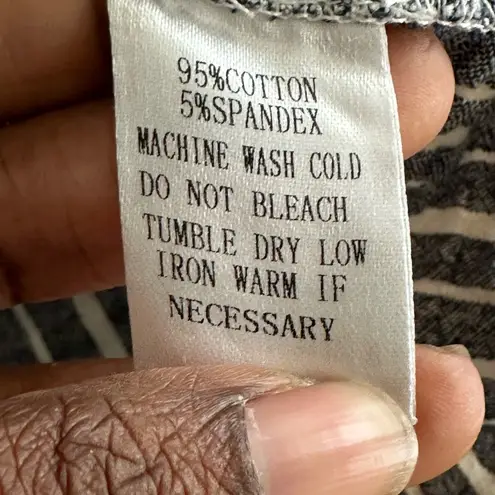 95%COTTON
5%SPANDEX
MACHINE WASH COLD
DO NOT BLEACH
TUMBLE DRY LOW
IRON WARM IF
NECESSARY